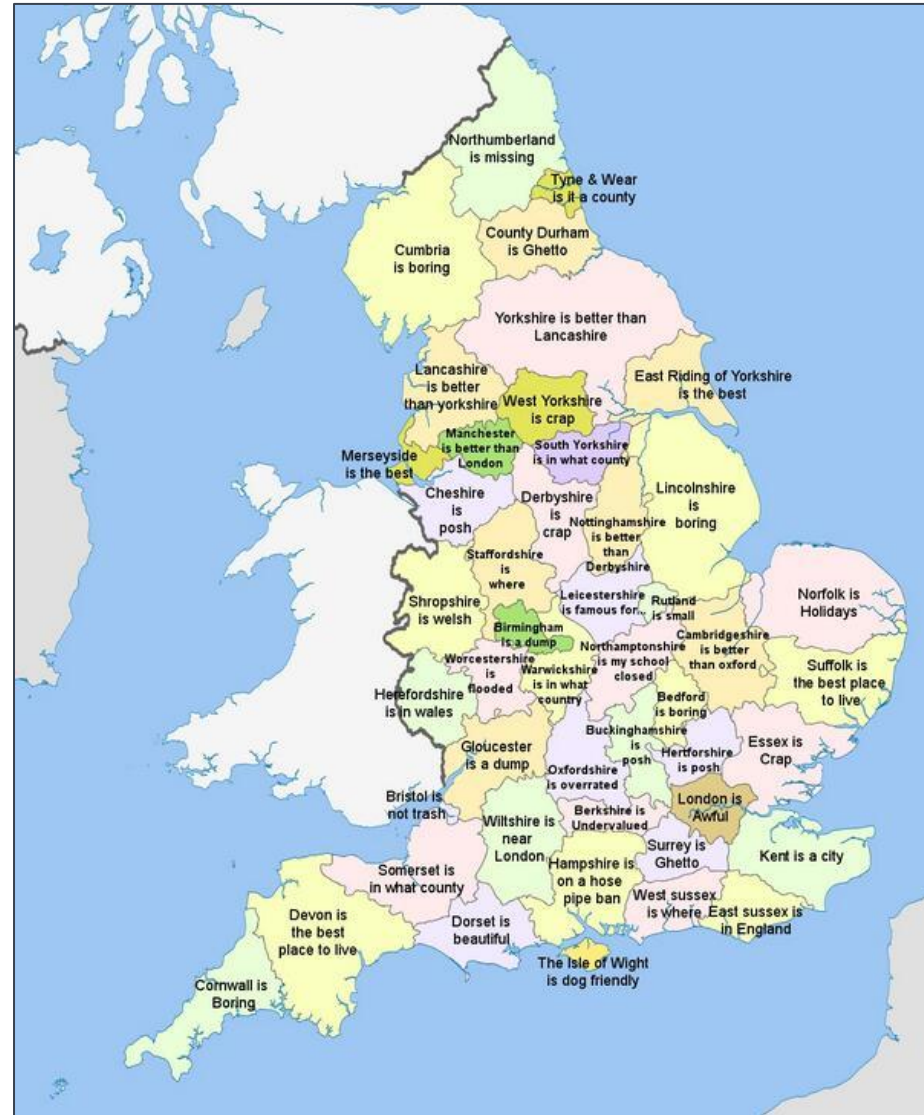 Northumberland
is missing
Tyne & Wear
is it a county
County Durham
is Ghetto
Cumbria
is boring
Yorkshire is better than
Lancashire
Lancashire
is better
than yorkshire
East Riding of Yorkshire
is the best
West Yorkshire
is crap
Manchester
is better than
London
South Yorkshire
is in what county
Merseyside
is the best
Cheshire
is
posh
Derbyshire
is
crap
Nottinghamshire
is better
than
Derbyshire
Lincolnshire
is
boring
Staffordshire
is
where
Leicestershire
is famous for...
Rutland
is small
Norfolk is
Holidays
Shropshire
is welsh
Birmingham
is a dump
Cambridgeshire
is better
than oxford
Northamptonshire
is my school
closed
Worcestershire
is
flooded
Warwickshire
is in what
country
Suffolk is
the best place
to live
Herefordshire
is in wales
Bedford
is boring
Buckinghamshire
is
posh
Hertforshire
is posh
Essex is
Crap
Gloucester
is a dump
Oxfordshire
is overrated
London is
Awful
Bristol is
not trash
Wiltshire is
near
London
Berkshire is
Undervalued
Surrey is
Ghetto
Kent is a city
Somerset is
in what county
Hampshire is
on a hose
pipe ban
West sussex
is where
East sussex is
in England
Devon is
the best
place to live
Dorset is
beautiful
The Isle of Wight
is dog friendly
Cornwall is
Boring